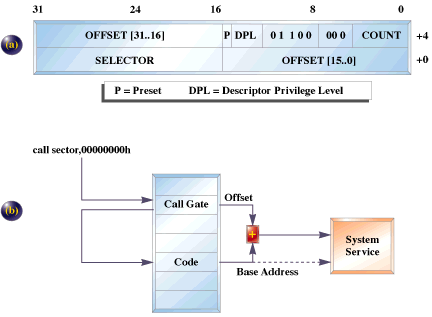 31 24 16 8 0
(a)
OFFSET [31..16] P DPL 0 1 1 0 0 00 0 COUNT +4
SELECTOR OFFSET [15..0] +0
P = Preset DPL = Descriptor Privilege Level
call sector,00000000h
(b)
Call Gate Offset
+
System
Service
Code
Base Address